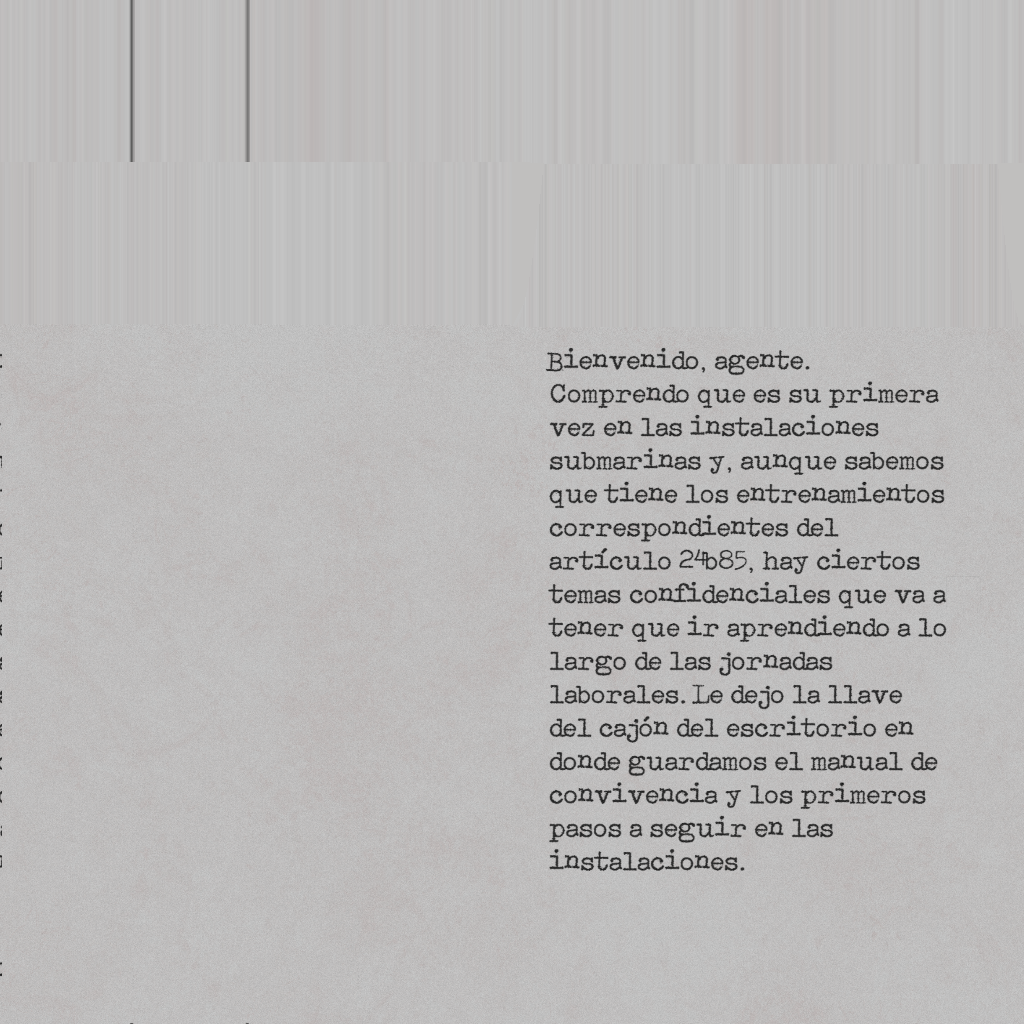 Bienvenido, agente.
Comprendo que es su primera
vez en las instalaciones
submarinas y, aunque sabemos
que tiene los entrenamientos
correspondientes del
artículo 24b85, hay ciertos
temas confidenciales que va a
tener que ir aprendiendo a lo
largo de las jornadas
laborales. Le dejo la llave
del cajón del escritorio en
donde guardamos el manual de
convivencia y los primeros
pasos a seguir en las
instalaciones.